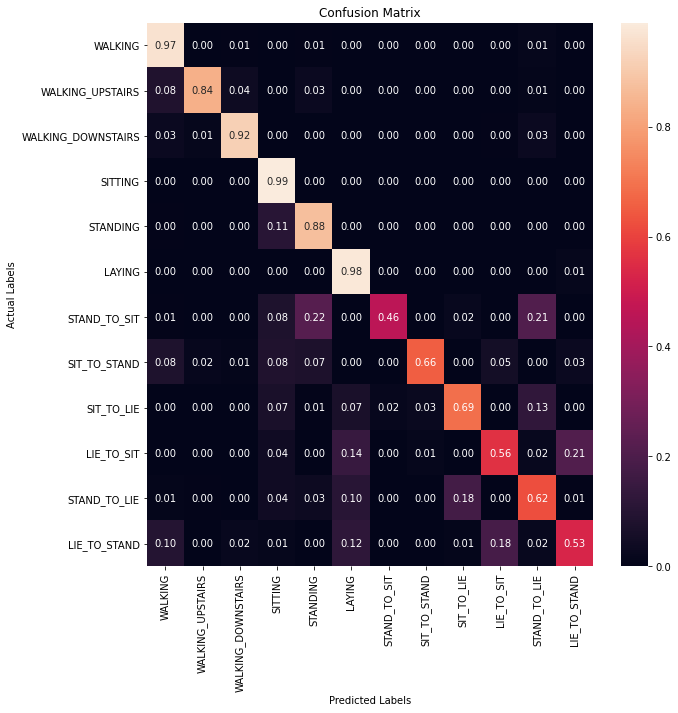 Confusion Matrix
Actual Labels
WALKING 0.97 0.00 0.01 0.00 0.01 0.00 0.00 0.00 0.00 0.00 0.01 0.00
WALKING_UPSTAIRS 0.08 0.84 0.04 0.00 0.03 0.00 0.00 0.00 0.00 0.00 0.01 0.00
WALKING_DOWNSTAIRS 0.03 0.01 0.92 0.00 0.00 0.00 0.00 0.00 0.00 0.00 0.03 0.00
SITTING 0.00 0.00 0.00 0.99 0.00 0.00 0.00 0.00 0.00 0.00 0.00 0.00
STANDING 0.00 0.00 0.00 0.11 0.88 0.00 0.00 0.00 0.00 0.00 0.00 0.00
LAYING 0.00 0.00 0.00 0.00 0.00 0.98 0.00 0.00 0.00 0.00 0.00 0.01
STAND_TO_SIT 0.01 0.00 0.00 0.08 0.22 0.00 0.46 0.00 0.02 0.00 0.21 0.00
SIT_TO_STAND 0.08 0.02 0.01 0.08 0.07 0.00 0.00 0.66 0.00 0.05 0.00 0.03
SIT_TO_LIE 0.00 0.00 0.00 0.07 0.01 0.07 0.02 0.03 0.69 0.00 0.13 0.00
LIE_TO_SIT 0.00 0.00 0.00 0.04 0.00 0.14 0.00 0.01 0.00 0.56 0.02 0.21
STAND_TO_LIE 0.01 0.00 0.00 0.04 0.03 0.10 0.00 0.00 0.18 0.00 0.62 0.01
LIE_TO_STAND 0.10 0.00 0.02 0.01 0.00 0.12 0.00 0.00 0.01 0.18 0.02 0.53
WALKING
WALKING_UPSTAIRS
WALKING_DOWNSTAIRS
SITTING
STANDING
LAYING
STAND_TO_SIT
SIT_TO_STAND
SIT_TO_LIE
LIE_TO_SIT
STAND_TO_LIE
LIE_TO_STAND
Predicted Labels
0.8
0.6
0.4
0.2
0.0